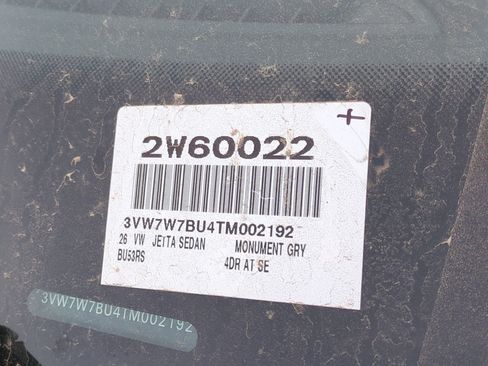 2W60022
3VW7W7BU4TM002192
26 VW JETTA SEDAN MONUMENT GRY
BU53RS 4DR AT SE
3VW7W7BU4TM002192